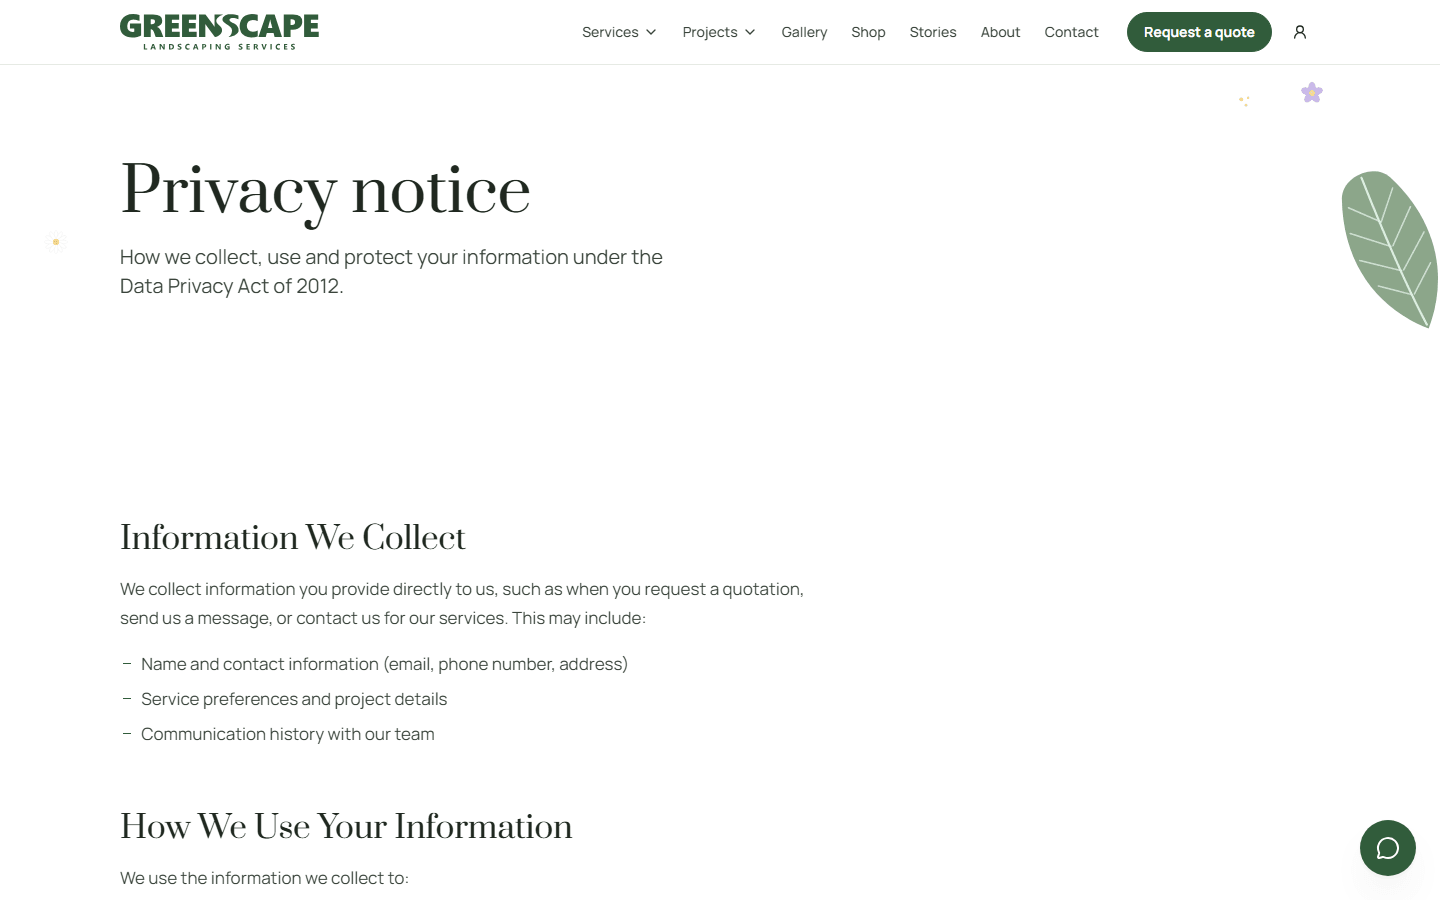 GREENSCAPE
LANDSCAPING SERVICES
Services
Projects
Gallery
Shop
Stories
About
Contact
Request a quote
Privacy notice
How we collect, use and protect your information under the
Data Privacy Act of 2012.
Information We Collect
We collect information you provide directly to us, such as when you request a quotation,
send us a message, or contact us for our services. This may include:
– Name and contact information (email, phone number, address)
– Service preferences and project details
– Communication history with our team
How We Use Your Information
We use the information we collect to: